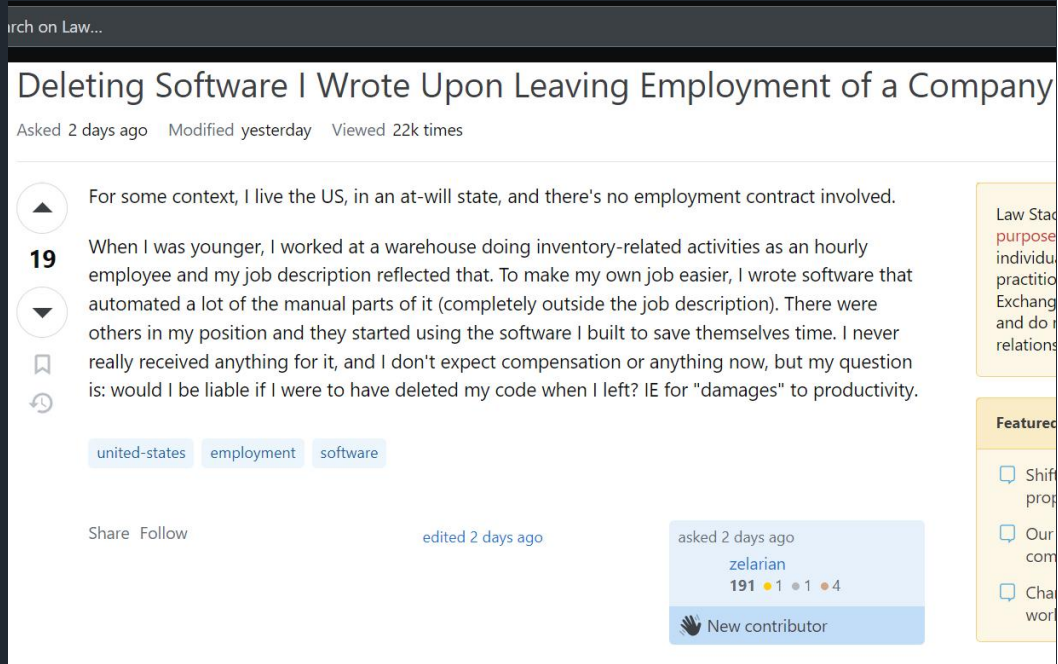 rch on Law...
Deleting Software I Wrote Upon Leaving Employment of a Company
Asked 2 days ago Modified yesterday Viewed 22k times
19
For some context, I live the US, in an at-will state, and there's no employment contract involved.
When I was younger, I worked at a warehouse doing inventory-related activities as an hourly
employee and my job description reflected that. To make my own job easier, I wrote software that
automated a lot of the manual parts of it (completely outside the job description). There were
others in my position and they started using the software I built to save themselves time. I never
really received anything for it, and I don't expect compensation or anything now, but my question
is: would I be liable if I were to have deleted my code when I left? IE for "damages" to productivity.
united-states employment software
Share Follow
edited 2 days ago
asked 2 days ago
zelarian
191 1 1 4
New contributor
Law Stac
purpose
individua
practitio
Exchang
and do n
relations
Featured
Shift
prop
Our
com
Char
worl